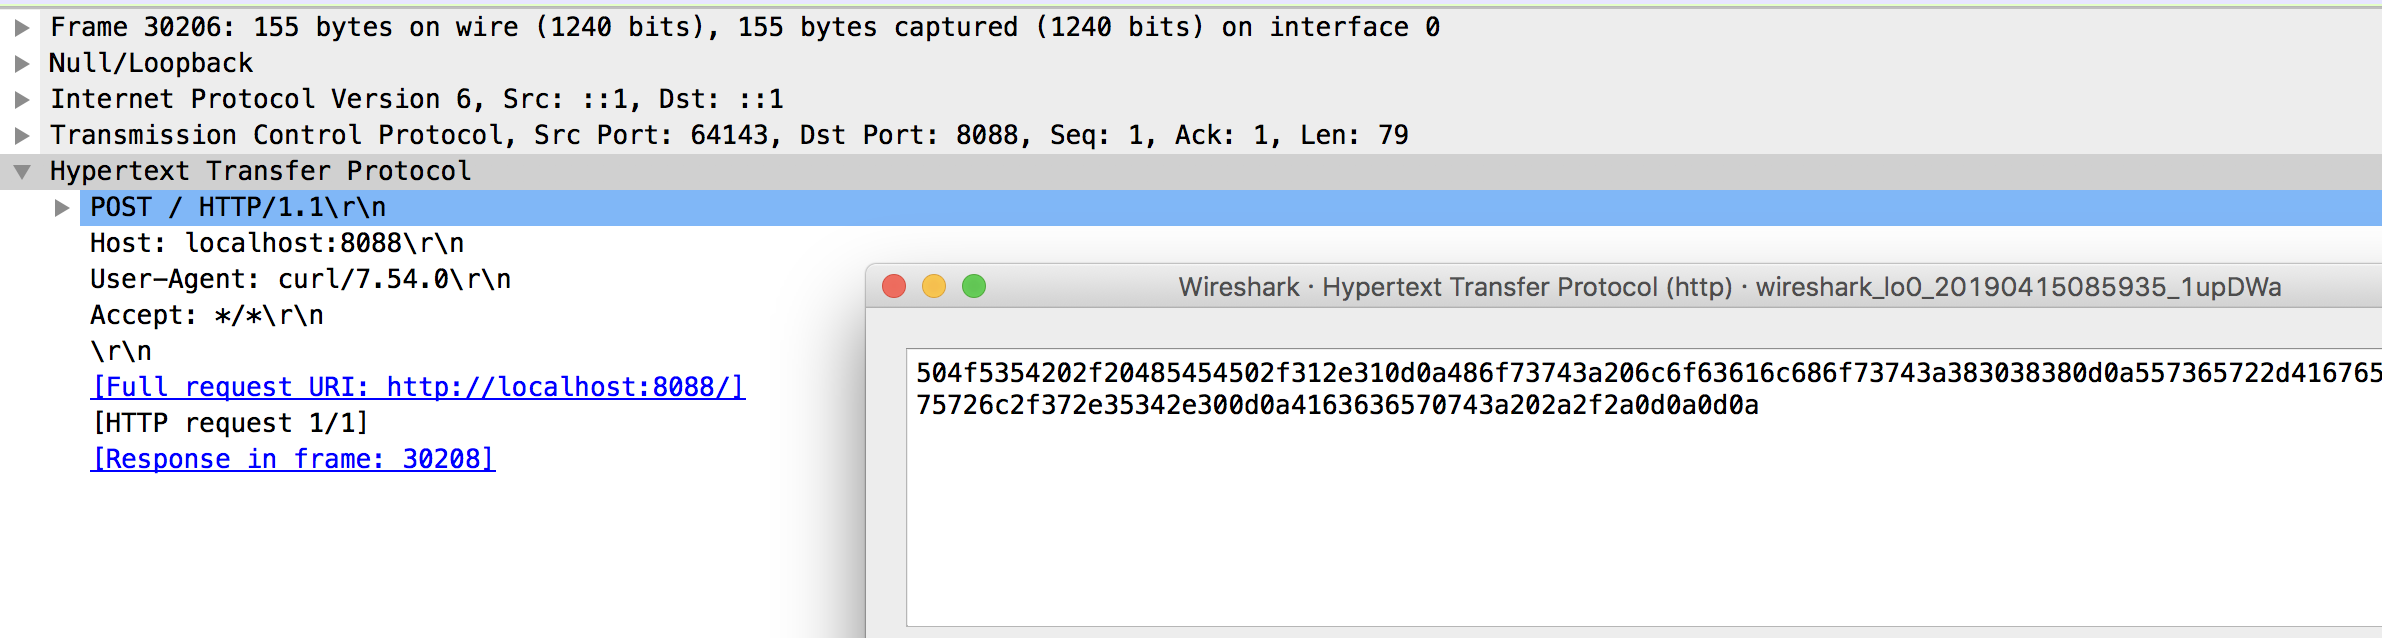 Frame 30206: 155 bytes on wire (1240 bits), 155 bytes captured (1240 bits) on interface 0
Null/Loopback
Internet Protocol Version 6, Src: ::1, Dst: ::1
Transmission Control Protocol, Src Port: 64143, Dst Port: 8088, Seq: 1, Ack: 1, Len: 79
Hypertext Transfer Protocol
POST / HTTP/1.1\r\n
Host: localhost:8088\r\n
User-Agent: curl/7.54.0\r\n
Accept: */*\r\n
\r\n
[Full request URI: http://localhost:8088/]
[HTTP request 1/1]
[Response in frame: 30208]
Wireshark · Hypertext Transfer Protocol (http) · wireshark_lo0_20190415085935_1upDWa
504f5354202f20485454502f312e310d0a486f73743a206c6f63616c686f73743a383038380d0a557365722d416765
75726c2f372e35342e300d0a4163636570743a202a2f2a0d0a0d0a